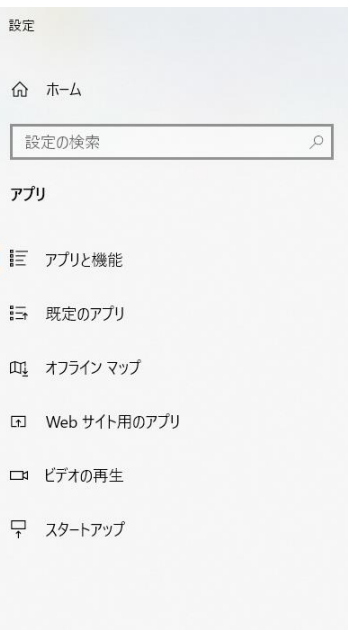 設定
ホーム
設定の検索
アプリ
アプリと機能
既定のアプリ
オフライン マップ
Web サイト用のアプリ
ビデオの再生
スタートアップ